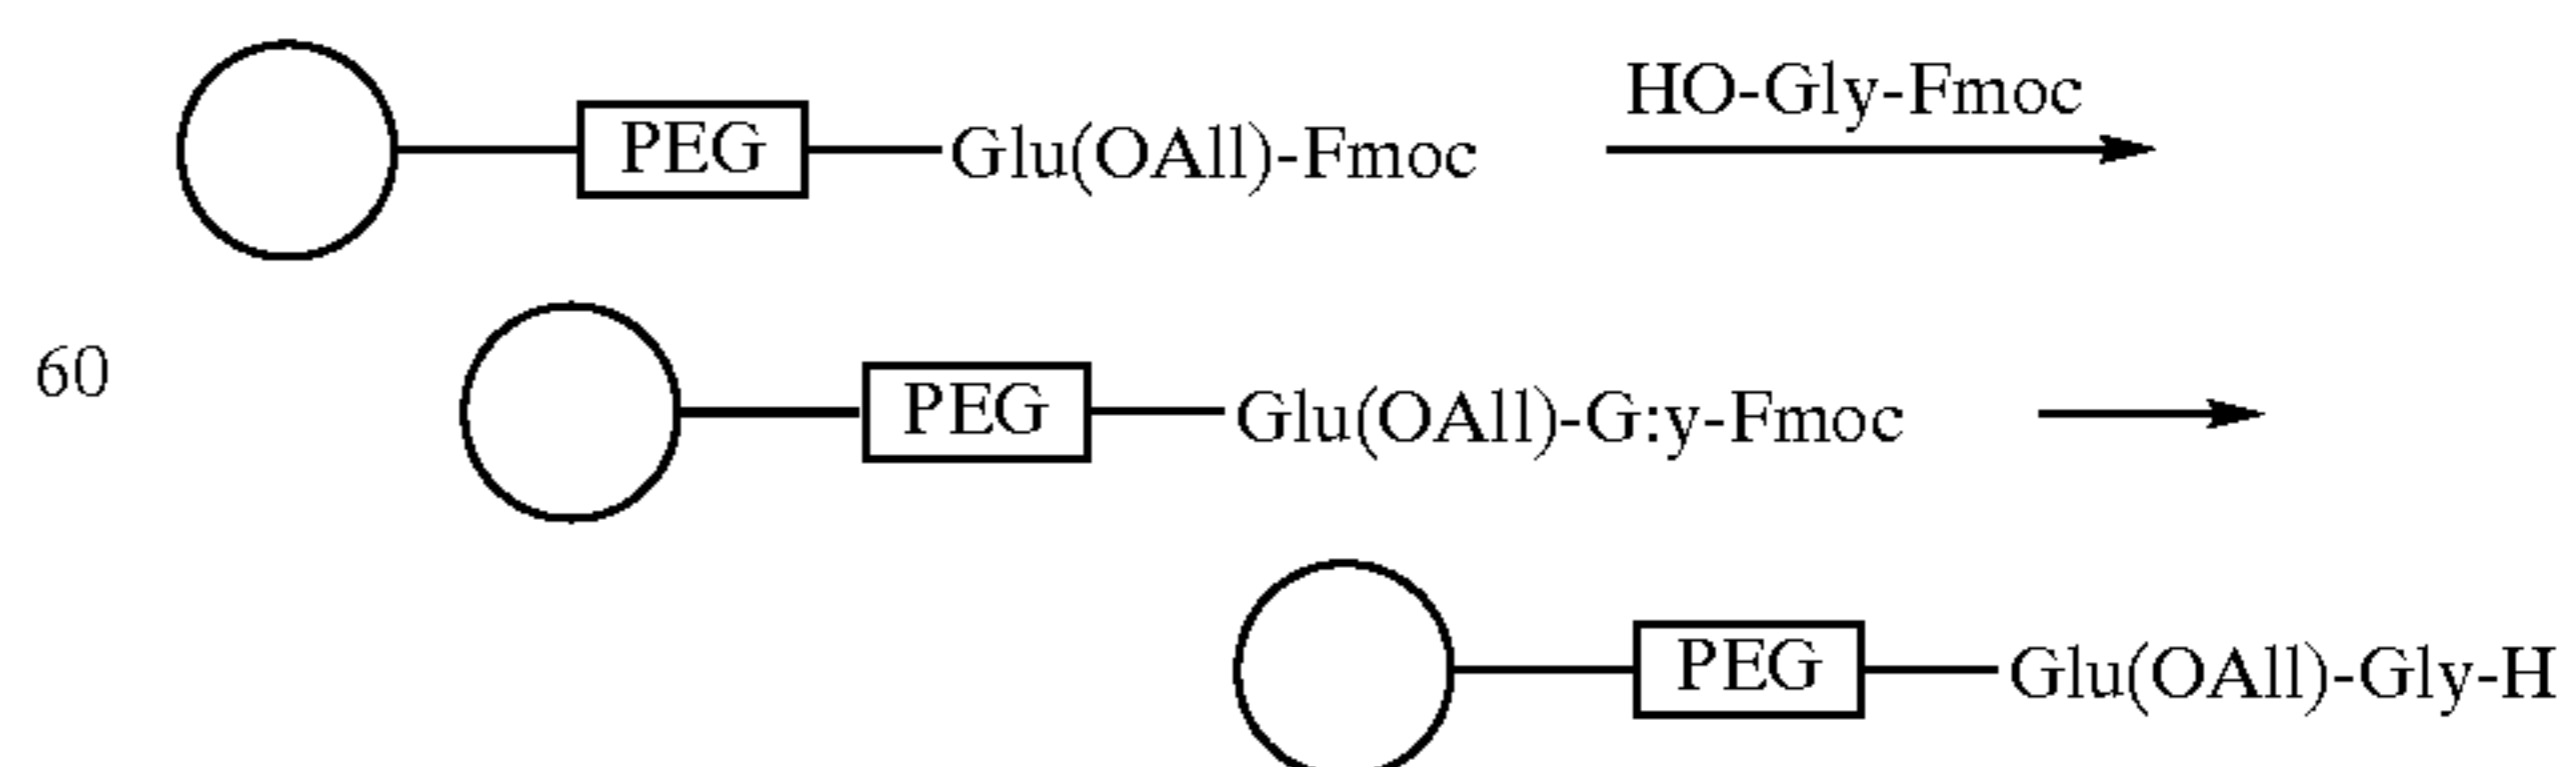 HO-Gly-Fmoc
PEG Glu(OAll)-Fmoc
60 PEG Glu(OAll)-G:y-Fmoc
PEG Glu(OAll)-Gly-H